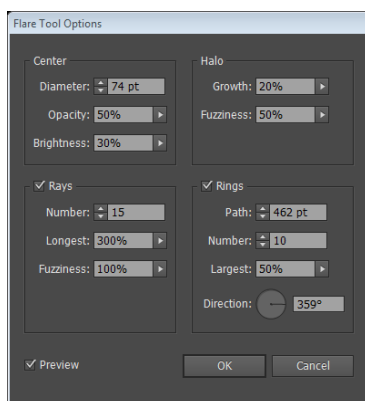 Flare Tool Options
Center
Diameter: 74 pt
Opacity: 50%
Brightness: 30%
Halo
Growth: 20%
Fuzziness: 50%
Rays
Number: 15
Longest: 300%
Fuzziness: 100%
Rings
Path: 462 pt
Number: 10
Largest: 50%
Direction: 359°
Preview
OK
Cancel